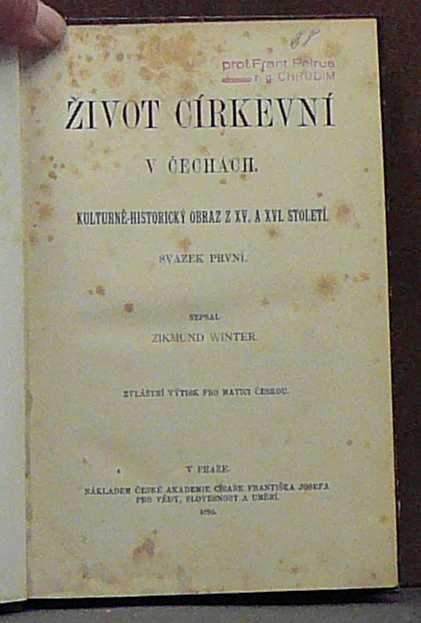 prof. Frant. Petrus
r. g. CHRUDIM
ŽIVOT CÍRKEVNÍ
V ČECHÁCH.
KULTURNĚ-HISTORICKÝ OBRAZ Z XV. A XVI. STOLETÍ.
SVAZEK PRVNÍ.
SEPSAL
ZIKMUND WINTER.
ZVLÁŠTNÍ VÝTISK PRO MATICI ČESKOU.
V PRAZE.
NÁKLADEM ČESKÉ AKADEMIE CÍSAŘE FRANTIŠKA JOSEFA
PRO VĚDY, SLOVESNOST A UMĚNÍ.